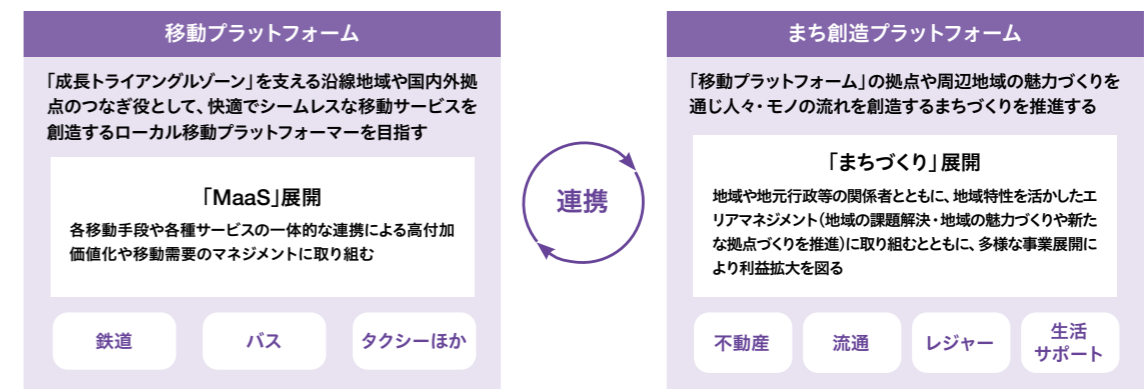 移動プラットフォーム
「成長トライアングルゾーン」を支える沿線地域や国内外拠
点のつなぎ役として、快適でシームレスな移動サービスを
創造するローカル移動プラットフォーマーを目指す
「MaaS」展開
各移動手段や各種サービスの一体的な連携による高付加
価値化や移動需要のマネジメントに取り組む
鉄道
バス
タクシーほか
連携
まち創造プラットフォーム
「移動プラットフォーム」の拠点や周辺地域の魅力づくりを
通じ人々・モノの流れを創造するまちづくりを推進する
「まちづくり」展開
地域や地元行政等の関係者とともに、地域特性を活かしたエ
リアマネジメント(地域の課題解決・地域の魅力づくりや新た
な拠点づくりを推進)に取り組むとともに、多様な事業展開に
より利益拡大を図る
不動産
流通
レジャー
生活
サポート